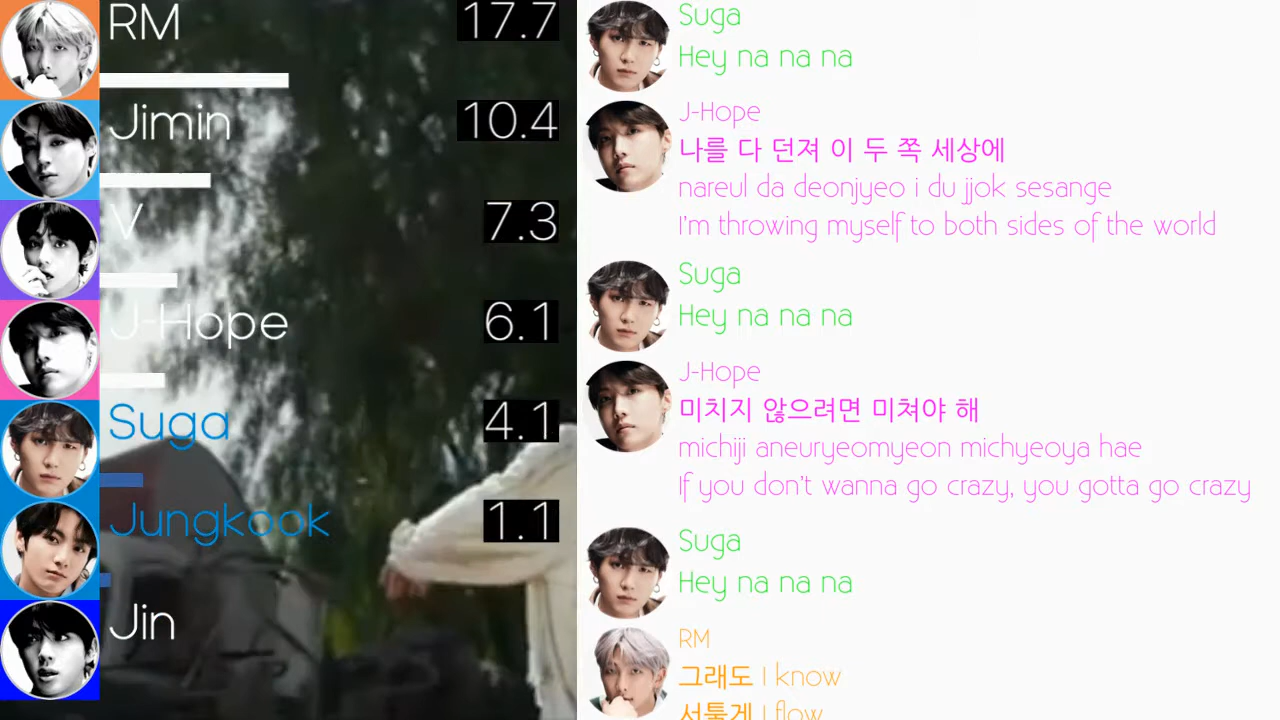 RM
17.7
Jimin
10.4
V
7.3
J-Hope
6.1
Suga
4.1
Jungkook
1.1
Jin
Suga
Hey na na na
J-Hope
나를 다 던져 이 두 쪽 세상에
nareul da deonjyeo i du jjok sesange
I'm throwing myself to both sides of the world
Suga
Hey na na na
J-Hope
미치지 않으려면 미쳐야 해
michiji aneuryeomyeon michyeoya hae
If you don't wanna go crazy, you gotta go crazy
Suga
Hey na na na
RM
그래도 I know
서툴게 I flow